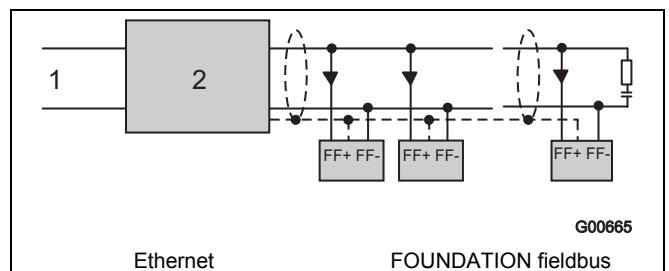 1
2
FF+ FF-
FF+ FF-
FF+ FF-
G00665
Ethernet
FOUNDATION fieldbus